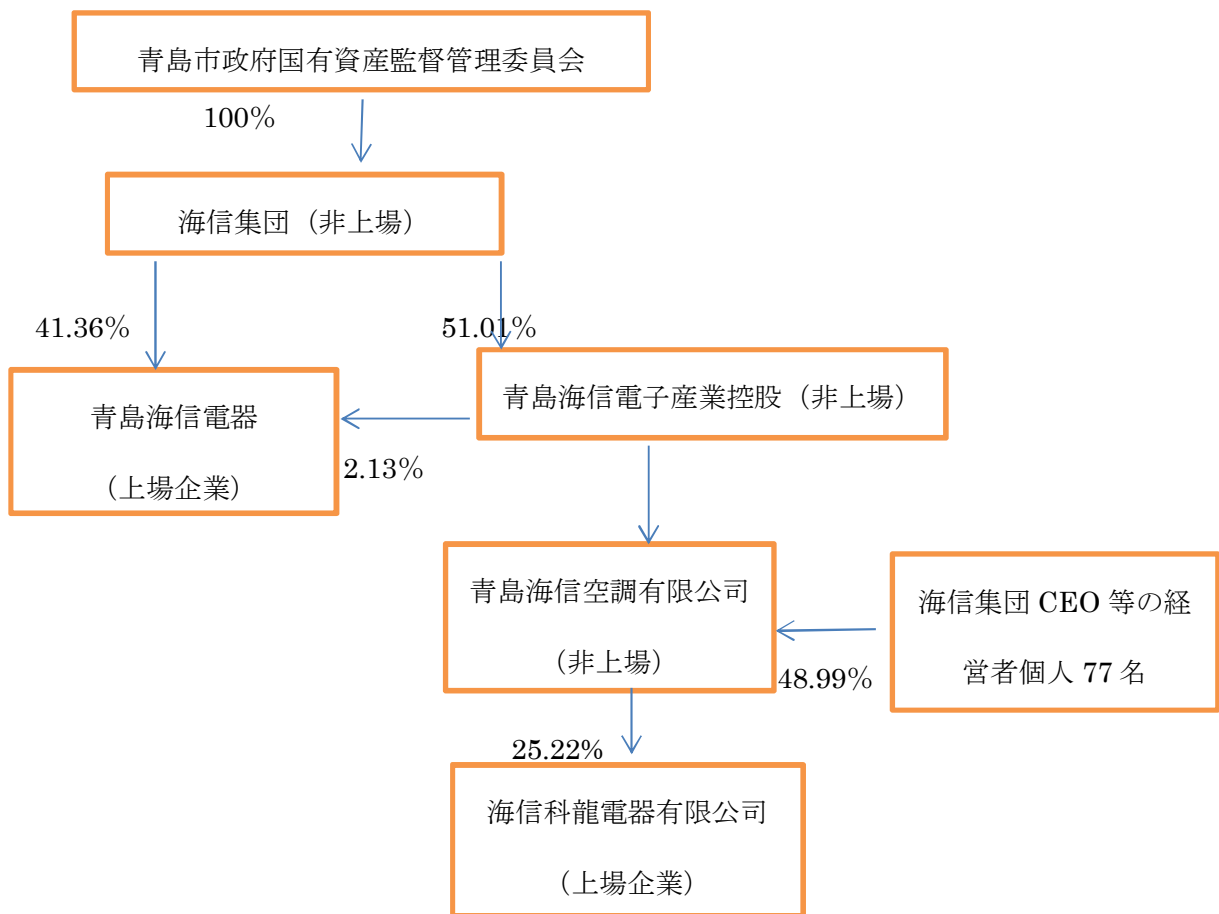 青島市政府国有資産監督管理委員会
100%
海信集団（非上場）
41.36%
51.01%
青島海信電器
（上場企業）
青島海信電子産業控股（非上場）
2.13%
青島海信空調有限公司
（非上場）
海信集団 CEO 等の経
営者個人 77 名
48.99%
25.22%
海信科龍電器有限公司
（上場企業）